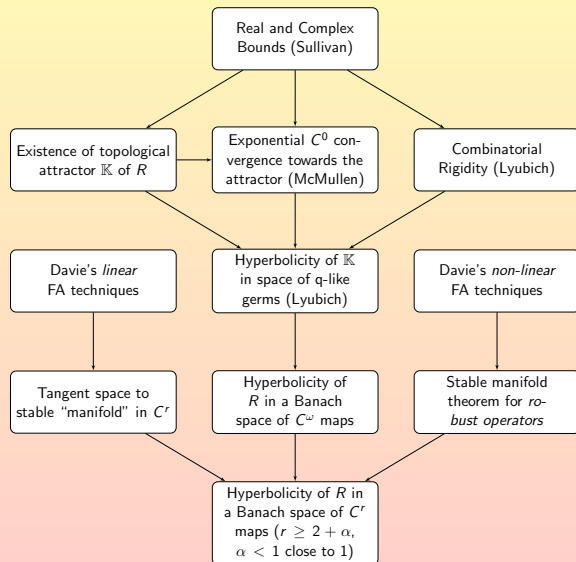 Real and Complex
Bounds (Sullivan)
Existence of topological
attractor 𝕂 of R
Exponential C⁰ con-
vergence towards the
attractor (McMullen)
Combinatorial
Rigidity (Lyubich)
Davie's linear
FA techniques
Hyperbolicity of 𝕂
in space of q-like
germs (Lyubich)
Davie's non-linear
FA techniques
Tangent space to
stable “manifold” in Cʳ
Hyperbolicity of
R in a Banach
space of C^ω maps
Stable manifold
theorem for ro-
bust operators
Hyperbolicity of R in
a Banach space of Cʳ
maps (r ≥ 2 + α,
α < 1 close to 1)